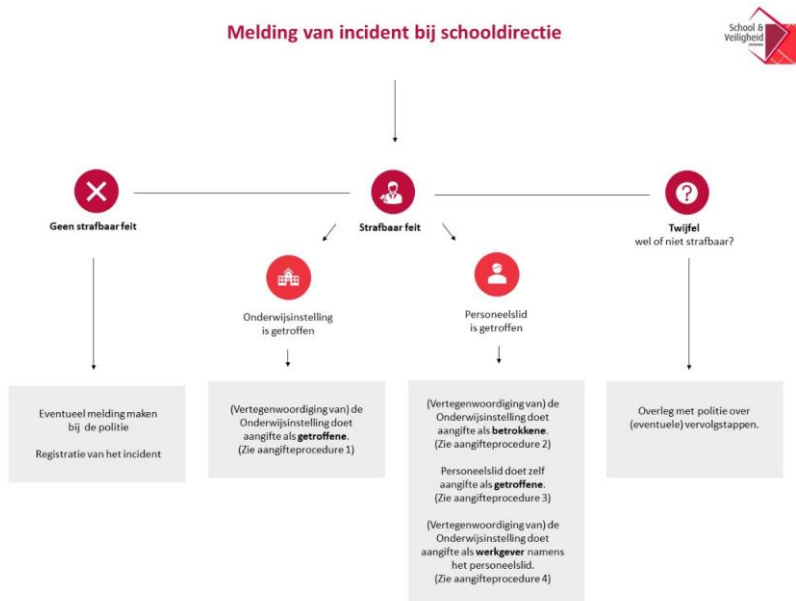 Melding van incident bij schooldirectie
School &
Veiligheid
Geen strafbaar feit
Strafbaar feit
Twijfel
wel of niet strafbaar?
Onderwijsinstelling
is getroffen
Personeelslid
is getroffen
Eventueel melding maken
bij de politie
Registratie van het incident
(Vertegenwoordiging van) de
Onderwijsinstelling doet
aangifte als getroffene.
(Zie aangifteprocedure 1)
(Vertegenwoordiging van) de
Onderwijsinstelling doet
aangifte als betrokkene.
(Zie aangifteprocedure 2)
Personeelslid doet zelf
aangifte als getroffene.
(Zie aangifteprocedure 3)
(Vertegenwoordiging van) de
Onderwijsinstelling doet
aangifte als werkgever namens
het personeelslid.
(Zie aangifteprocedure 4)
Overleg met politie over
(eventuele) vervolgstappen.